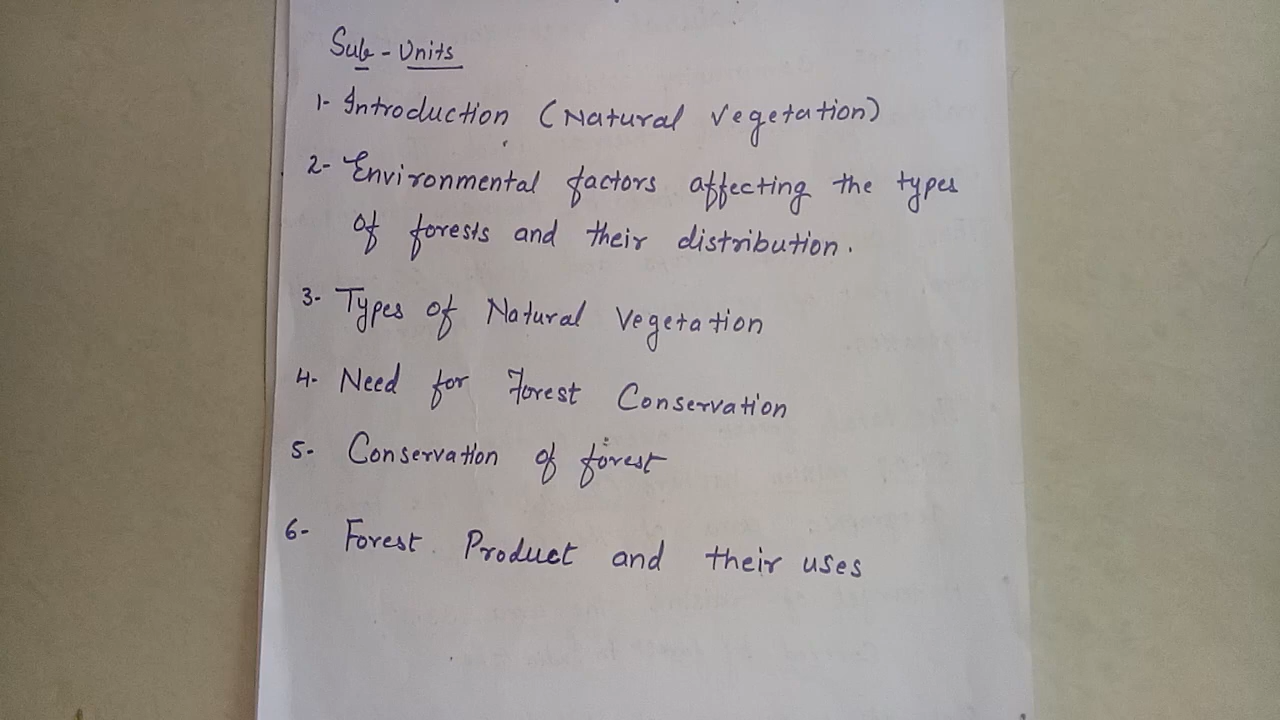 Sub-Units
1- Introduction (Natural Vegetation)
2- Environmental factors affecting the types
of forests and their distribution.
3- Types of Natural Vegetation
4- Need for Forest Conservation
5- Conservation of forest
6- Forest Product and their uses